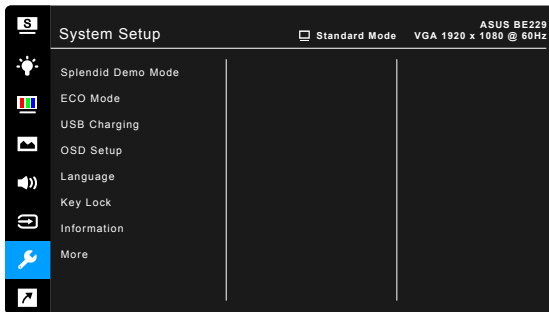 S
System Setup
Standard Mode
ASUS BE229
VGA 1920 x 1080 @ 60Hz
Splendid Demo Mode
ECO Mode
USB Charging
OSD Setup
Language
Key Lock
Information
More